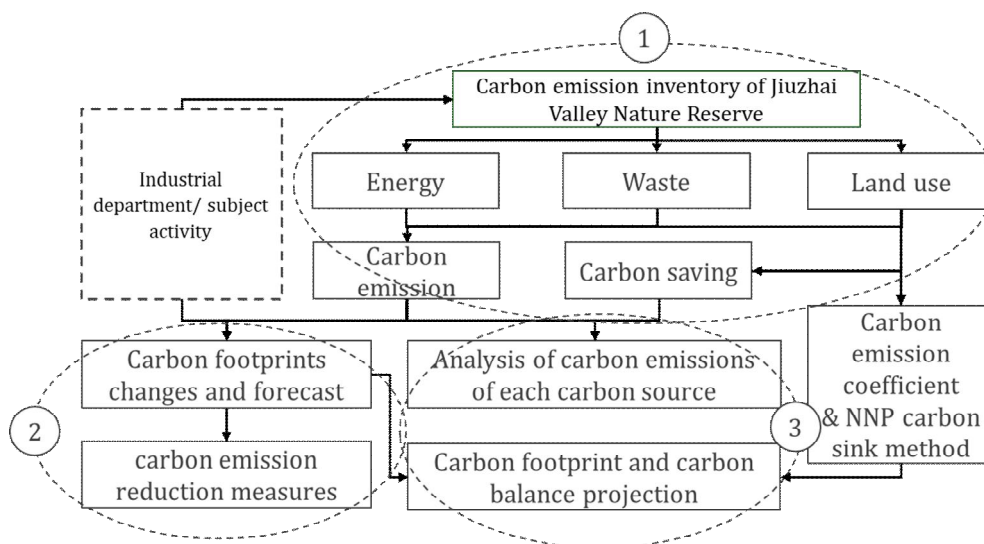 1
Carbon emission inventory of Jiuzhai
Valley Nature Reserve
Industrial
department/ subject
activity
Energy
Waste
Land use
Carbon
emission
Carbon saving
Carbon footprints
changes and forecast
Analysis of carbon emissions
of each carbon source
Carbon
emission
coefficient
& NNP carbon
sink method
2
3
carbon emission
reduction measures
Carbon footprint and carbon
balance projection